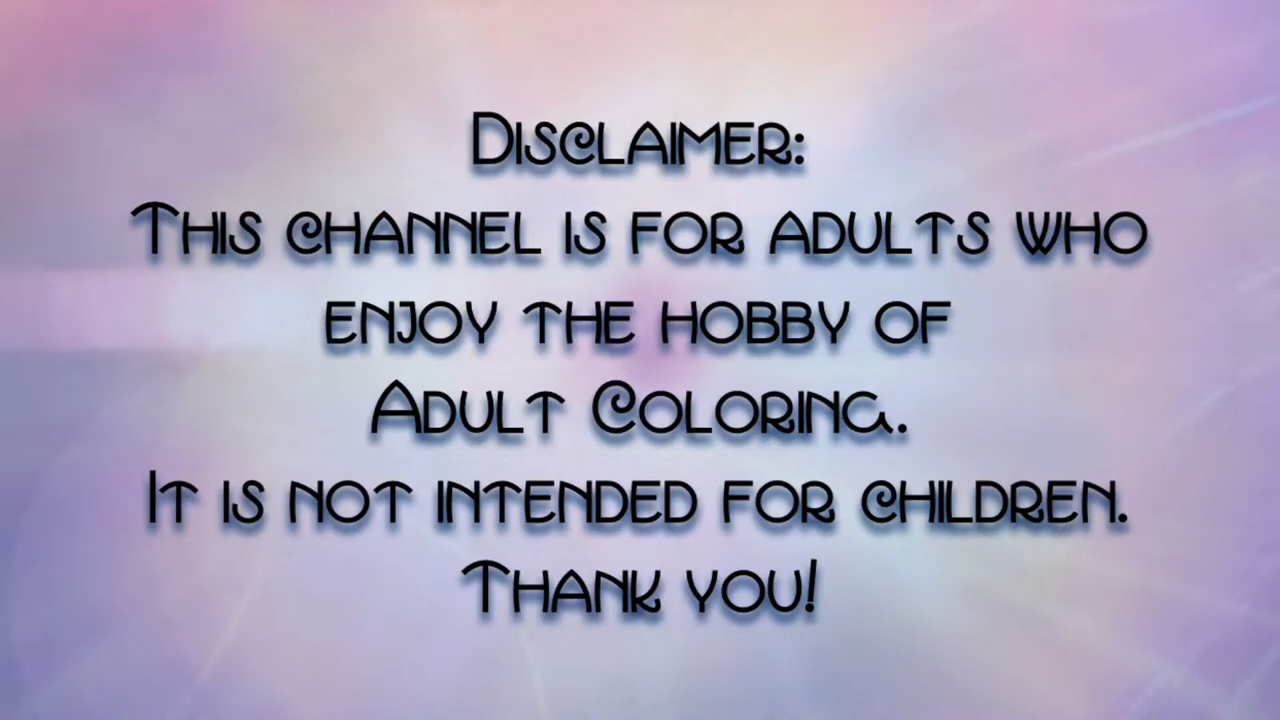 Disclaimer:
This channel is for adults who
enjoy the hobby of
Adult Coloring.
It is not intended for children.
Thank you!